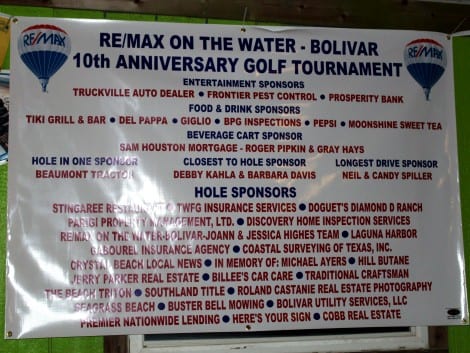 RE/MAX
RE/MAX ON THE WATER - BOLIVAR
RE/MAX
10th ANNIVERSARY GOLF TOURNAMENT
ENTERTAINMENT SPONSORS
TRUCKVILLE AUTO DEALER ● FRONTIER PEST CONTROL ● PROSPERITY BANK
FOOD & DRINK SPONSORS
TIKI GRILL & BAR ● DEL PAPPA ● GIGLIO ● BPG INSPECTIONS ● PEPSI ● MOONSHINE SWEET TEA
BEVERAGE CART SPONSOR
SAM HOUSTON MORTGAGE - ROGER PIPKIN & GRAY HAYS
HOLE IN ONE SPONSOR CLOSEST TO HOLE SPONSOR LONGEST DRIVE SPONSOR
BEAUMONT TRACTOR DEBBY KAHLA & BARBARA DAVIS NEIL & CANDY SPILLER
HOLE SPONSORS
STINGAREE RESTAURANT ● TWFG INSURANCE SERVICES ● DOGUET'S DIAMOND D RANCH
PARIGI PROPERTY MANAGEMENT, LTD. ● DISCOVERY HOME INSPECTION SERVICES
RE/MAX ON THE WATER-BOLIVAR-JOANN & JESSICA HIGHES TEAM ● LAGUNA HARBOR
GABOUREL INSURANCE AGENCY ● COASTAL SURVEYING OF TEXAS, INC.
CRYSTAL BEACH LOCAL NEWS ● IN MEMORY OF: MICHAEL AYERS ● HILL BUTANE
JERRY PARKER REAL ESTATE ● BILLEE'S CAR CARE ● TRADITIONAL CRAFTSMAN
THE BEACH TRITON ● SOUTHLAND TITLE ● ROLAND CASTANIE REAL ESTATE PHOTOGRAPHY
SEAGRASS BEACH ● BUSTER BELL MOWING ● BOLIVAR UTILITY SERVICES, LLC
PREMIER NATIONWIDE LENDING ● HERE'S YOUR SIGN ● COBB REAL ESTATE